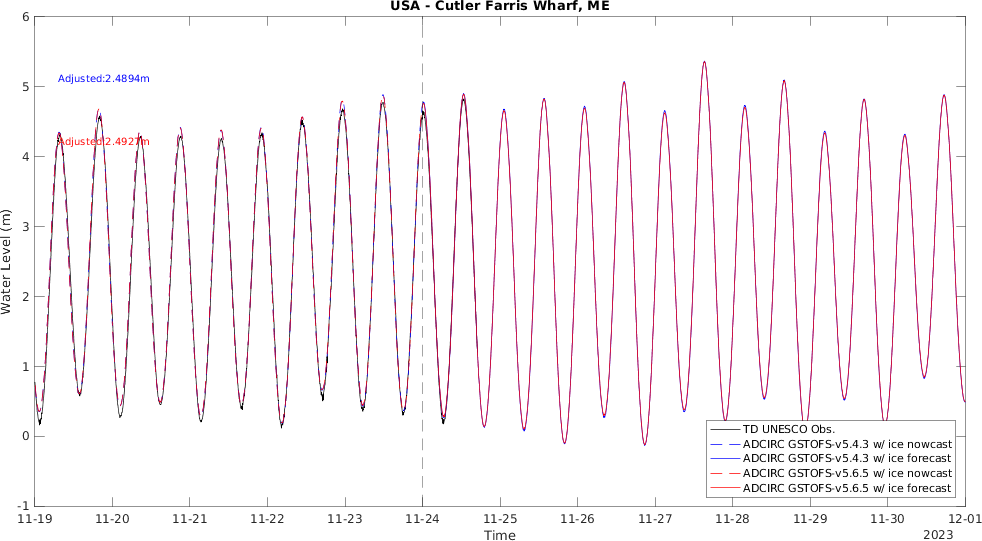 USA - Cutler Farris Wharf, ME
6
5
4
3
2
1
0
-1
Water Level (m)
Adjusted:2.4894m
Adjusted:2.4927m
TD UNESCO Obs.
ADCIRC GSTOFS-v5.4.3 w/ ice nowcast
ADCIRC GSTOFS-v5.4.3 w/ ice forecast
ADCIRC GSTOFS-v5.6.5 w/ ice nowcast
ADCIRC GSTOFS-v5.6.5 w/ ice forecast
11-19 11-20 11-21 11-22 11-23 11-24 11-25 11-26 11-27 11-28 11-29 11-30 12-01
Time
2023